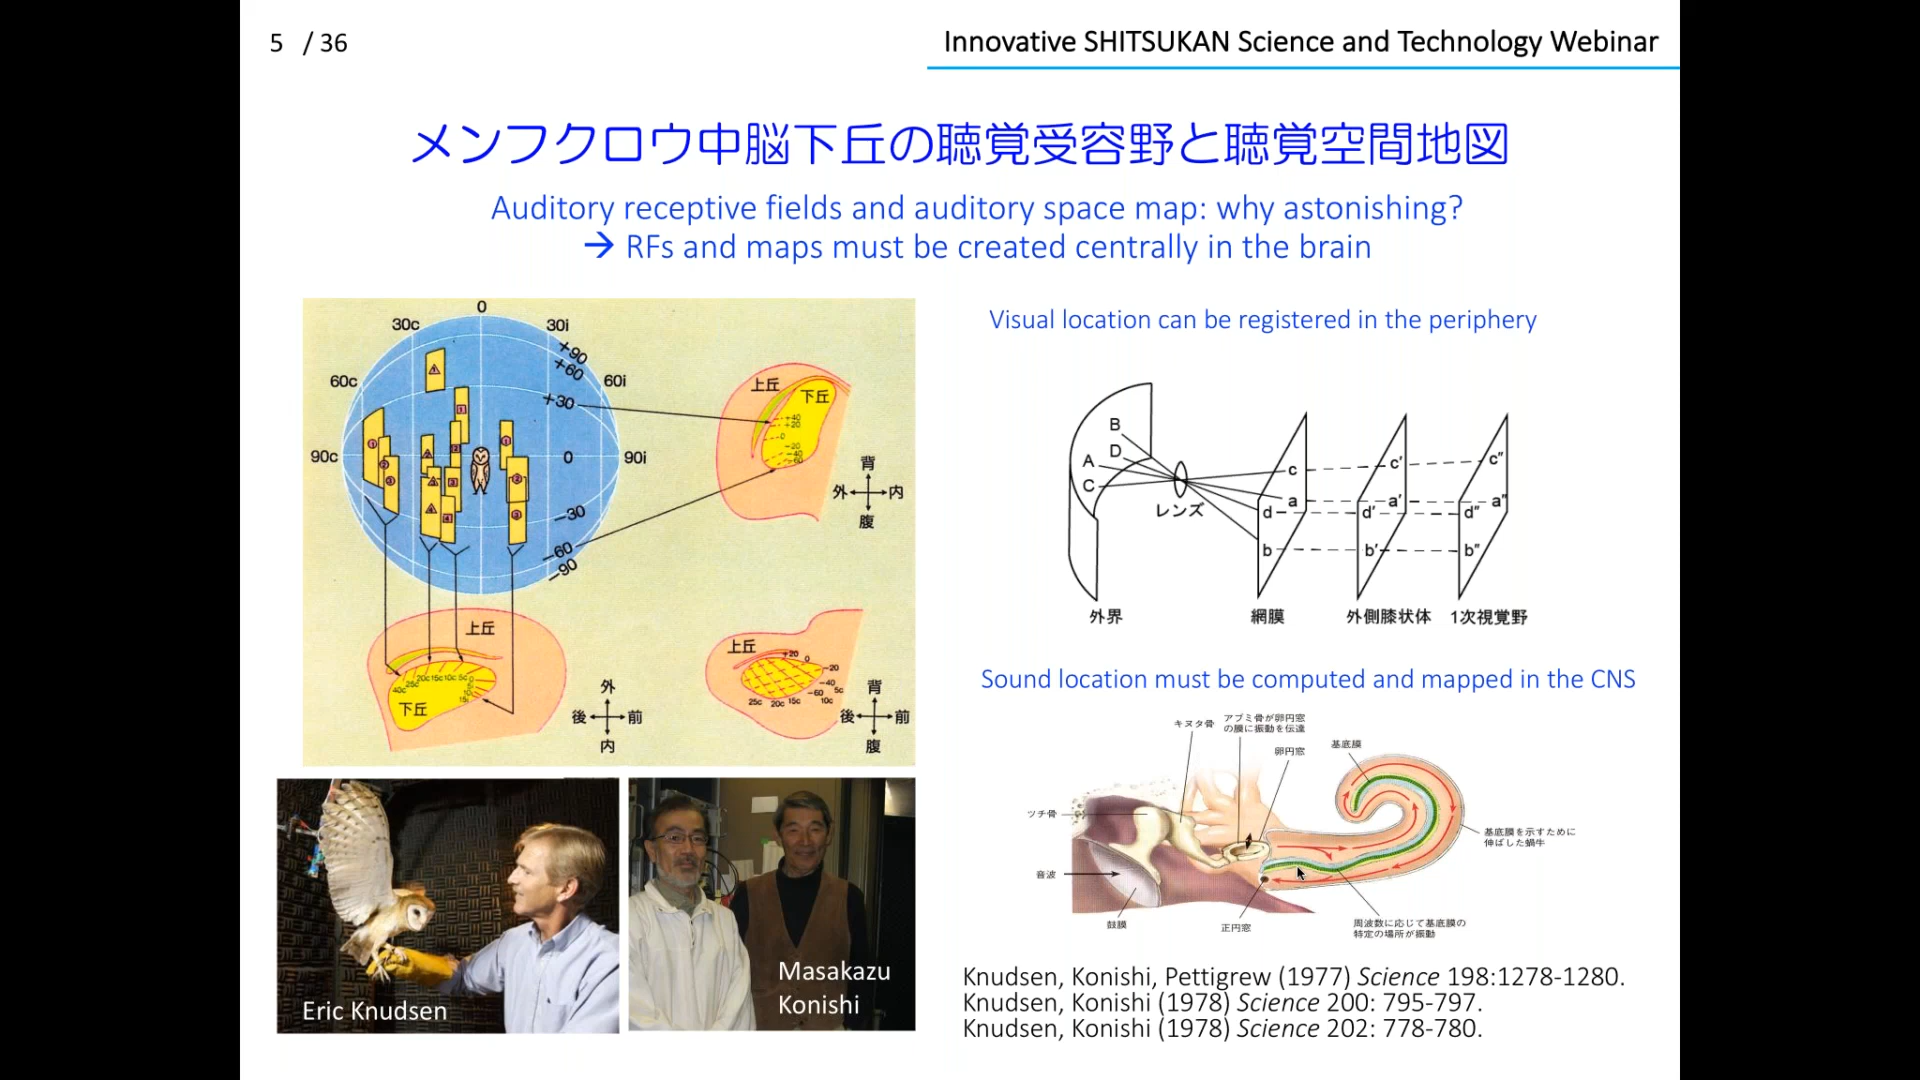 5 / 36
Innovative SHITSUKAN Science and Technology Webinar
メンフクロウ中脳下丘の聴覚受容野と聴覚空間地図
Auditory receptive fields and auditory space map: why astonishing?
→ RFs and maps must be created centrally in the brain
0
30c
30i
+90
+60
60c
60i
+30
90c
0
90i
-30
-60
-90
上丘
下丘
+40
+20
0
-20
-40
-60
背
外
内
腹
上丘
40c
25c
20c
15c
10c
5c
0
下丘
外
後
前
内
上丘
+20
0
-20
-40
-60
5c
25c
20c
15c
10c
背
後
前
腹
Eric Knudsen
Masakazu
Konishi
Visual location can be registered in the periphery
B
D
A
C
レンズ
c
a
d
b
c′
a′
d′
b′
c″
a″
d″
b″
外界
網膜
外側膝状体
1次視覚野
Sound location must be computed and mapped in the CNS
キヌタ骨
アブミ骨が卵円窓
の膜に振動を伝達
卵円窓
基底膜
ツチ骨
基底膜を示すために
伸ばした蝸牛
音波
鼓膜
正円窓
周波数に応じて基底膜の
特定の場所が振動
Knudsen, Konishi, Pettigrew (1977) Science 198:1278-1280.
Knudsen, Konishi (1978) Science 200: 795-797.
Knudsen, Konishi (1978) Science 202: 778-780.